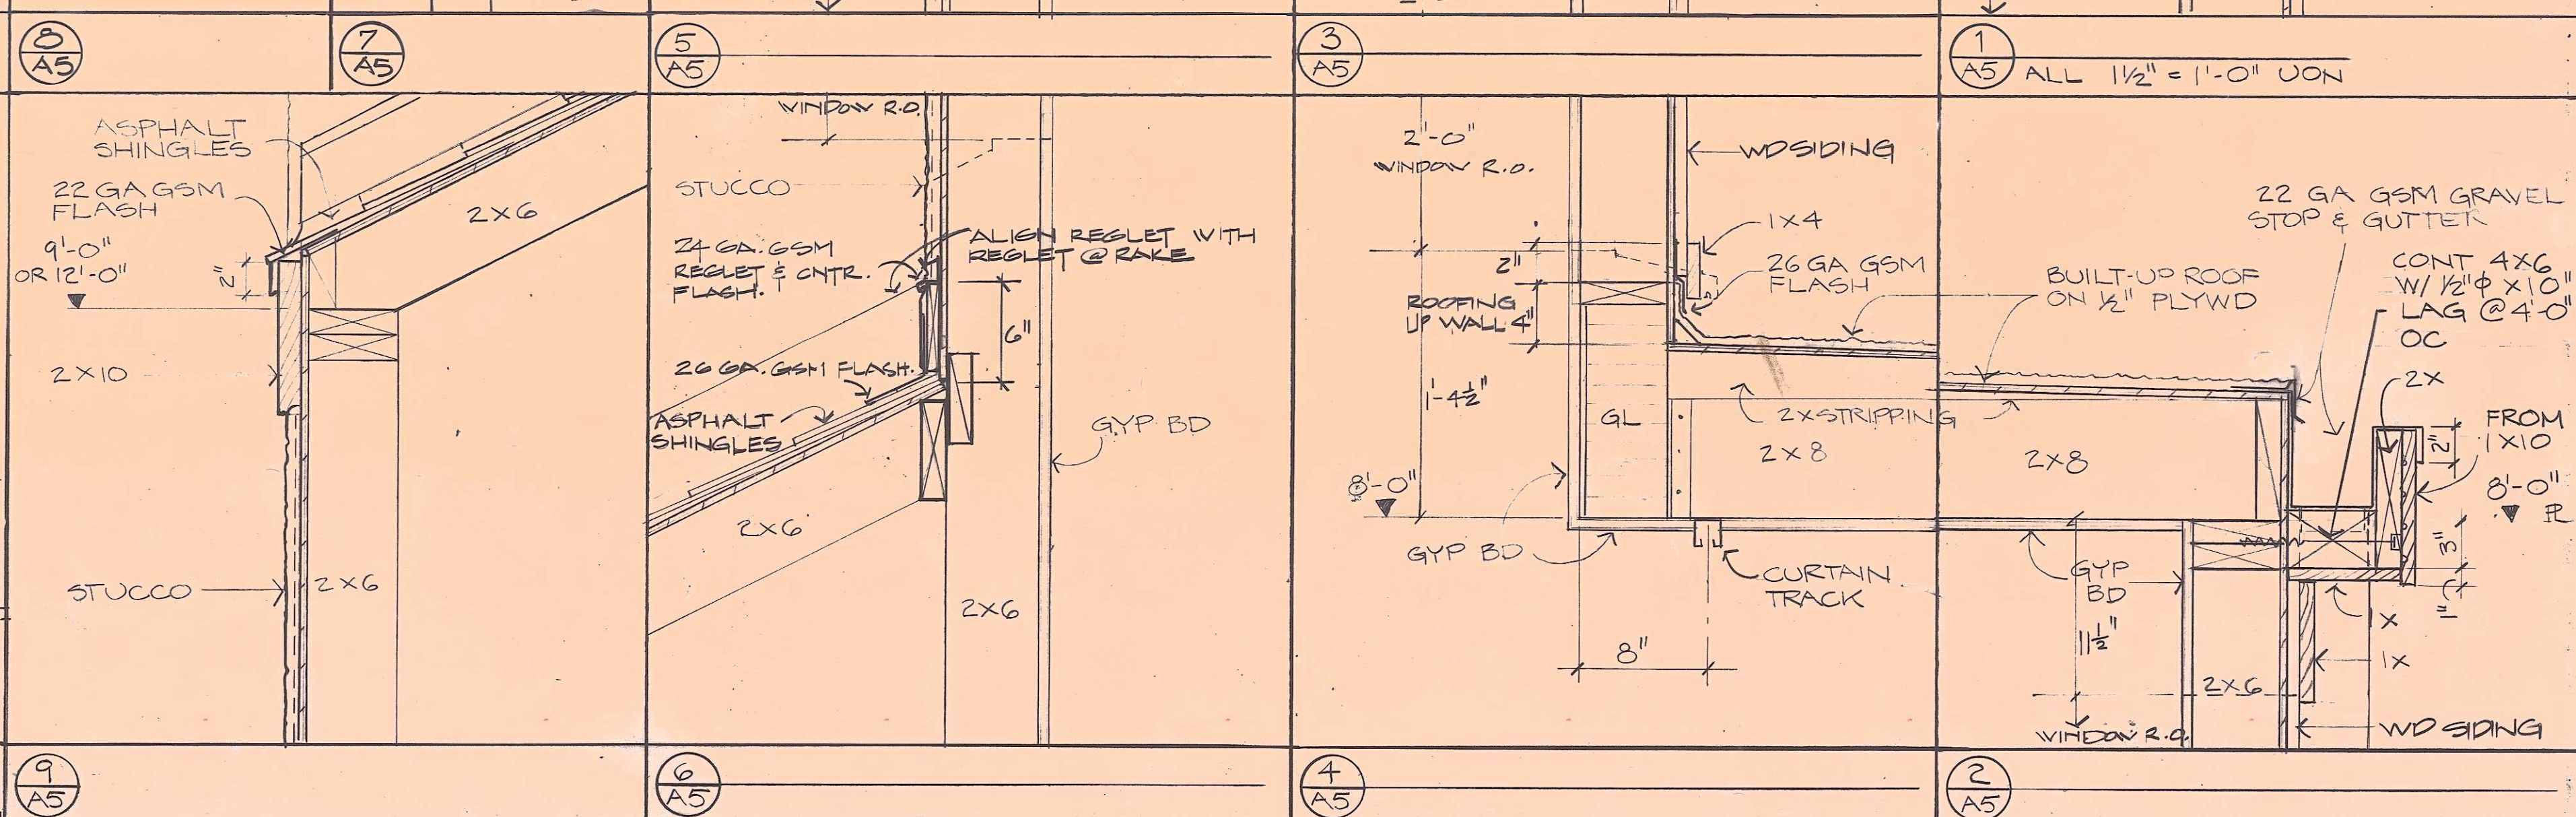 8
A5
7
A5
5
A5
3
A5
1
A5
ALL 1½" = 1'-0" UON
ASPHALT
SHINGLES
22 GA GSM
FLASH
9'-0"
OR 12'-0"
2"
2X6
2X10
STUCCO
2X6
WINDOW R.O.
STUCCO
24 GA. GSM
REGLET & CNTR.
FLASH.
ALIGN REGLET WITH
REGLET @ RAKE
6"
26 GA. GSM FLASH.
ASPHALT
SHINGLES
GYP BD
2X6
2X6
2'-0"
WINDOW R.O.
WD SIDING
1X4
2"
26 GA GSM
FLASH
ROOFING
UP WALL 4"
1'-4½"
GL
2X STRIPPING
2X8
8'-0"
GYP BD
CURTAIN
TRACK
8"
22 GA GSM GRAVEL
STOP & GUTTER
BUILT-UP ROOF
ON ½" PLYWD
CONT 4X6
W/ ½"Φ X10"
LAG @ 4'-0"
OC
2X
FROM
1X10
2"
2X8
8'-0"
PL
3"
1"
GYP
BD
1X
11½"
1X
2X6
WINDOW R.O.
WD SIDING
9
A5
6
A5
4
A5
2
A5